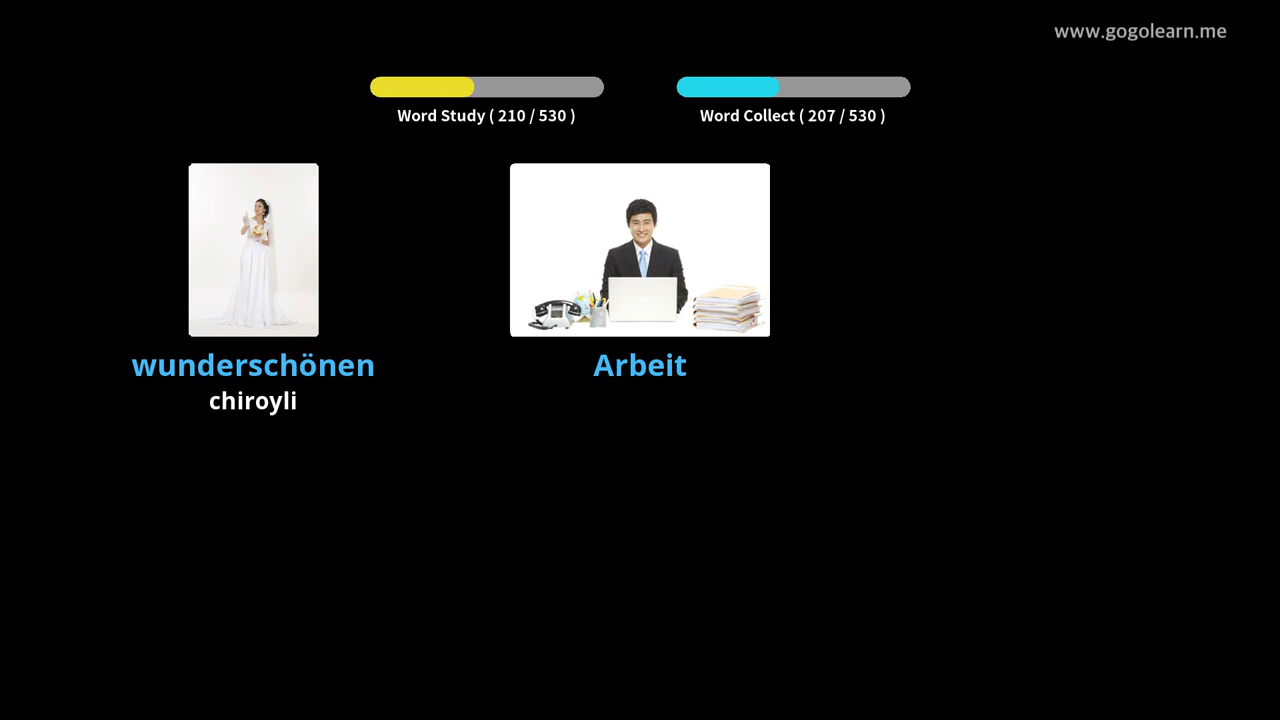 www.gogolearn.me
Word Study ( 210 / 530 )
Word Collect ( 207 / 530 )
wunderschönen
Arbeit
chiroyli